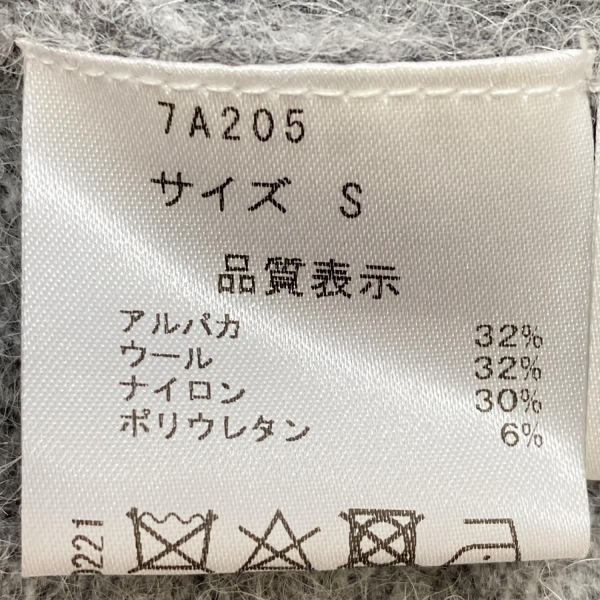 7A205
サイズ S
品質表示
アルパカ 32%
ウール 32%
ナイロン 30%
ポリウレタン 6%
0221